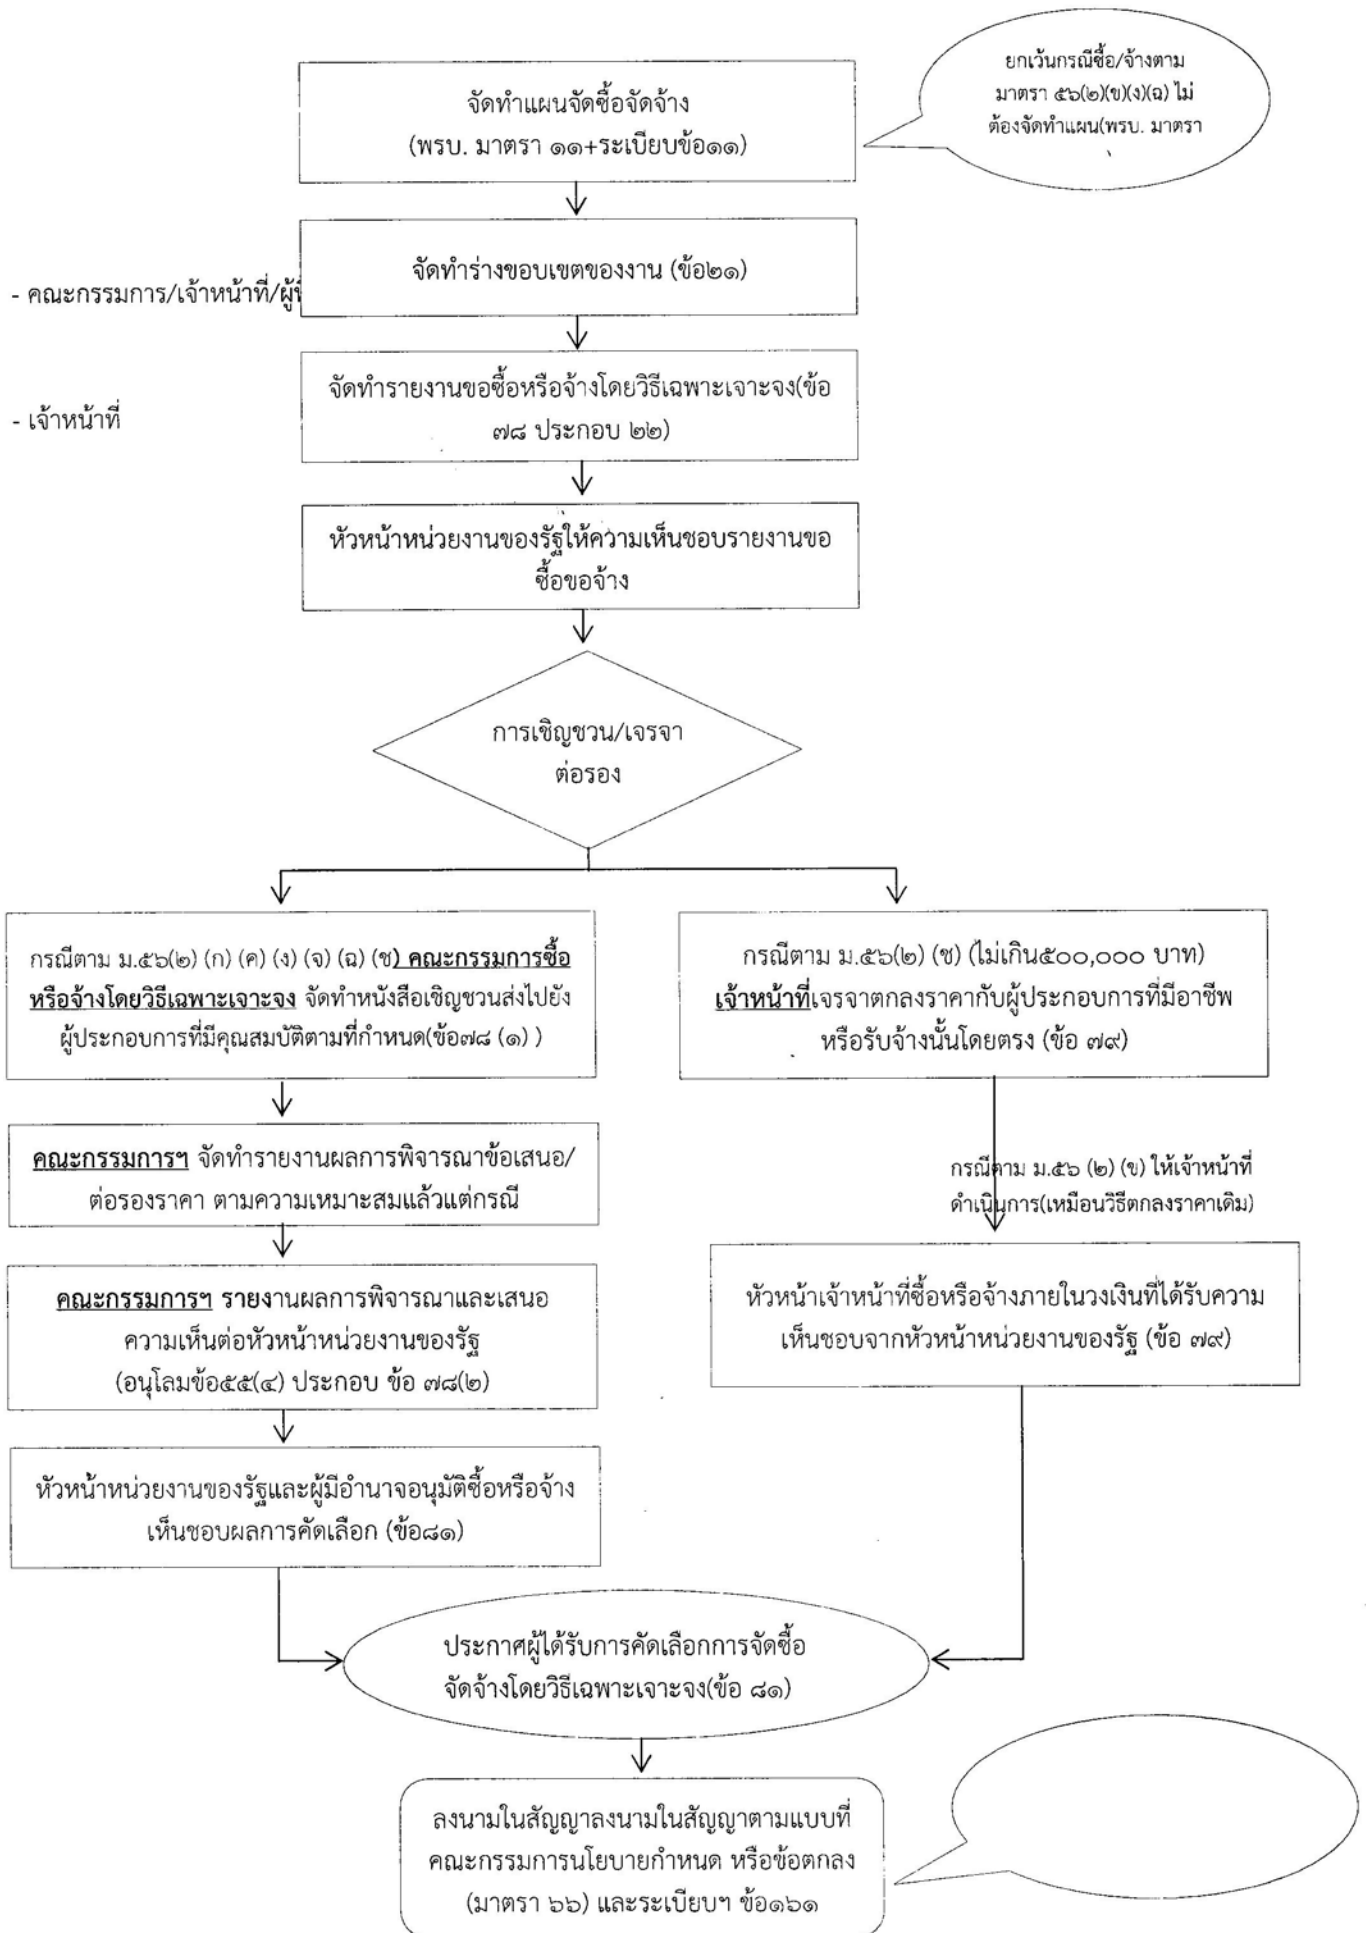 ยกเว้นกรณีซื้อ/จ้างตาม
มาตรา ๕๖(๒)(ข)(ง)(ฉ) ไม่
ต้องจัดทำแผน(พรบ. มาตรา
จัดทำแผนจัดซื้อจัดจ้าง
(พรบ. มาตรา ๑๑+ระเบียบข้อ๑๑)
จัดทำร่างขอบเขตของงาน (ข้อ๒๑)
- คณะกรรมการ/เจ้าหน้าที่/
จัดทำรายงานขอซื้อหรือจ้างโดยวิธีเฉพาะเจาะจง(ข้อ
๗๘ ประกอบ ๒๒)
- เจ้าหน้าที่
หัวหน้าหน่วยงานของรัฐให้ความเห็นชอบรายงานขอ
ซื้อขอจ้าง
การเชิญชวน/เจรจา
ต่อรอง
กรณีตาม ม.๕๖(๒) (ก) (ค) (ง) (จ) (ฉ) (ช) คณะกรรมการซื้อ
หรือจ้างโดยวิธีเฉพาะเจาะจง จัดทำหนังสือเชิญชวนส่งไปยัง
ผู้ประกอบการที่มีคุณสมบัติตามที่กำหนด(ข้อ๗๘ (๑) )
กรณีตาม ม.๕๖(๒) (ช) (ไม่เกิน๕๐๐,๐๐๐ บาท)
เจ้าหน้าที่เจรจาตกลงราคากับผู้ประกอบการที่มีอาชีพ
หรือรับจ้างนั้นโดยตรง (ข้อ ๗๙)
คณะกรรมการฯ จัดทำรายงานผลการพิจารณาข้อเสนอ/
ต่อรองราคา ตามความเหมาะสมแล้วแต่กรณี
กรณีตาม ม.๕๖ (๒) (ข) ให้เจ้าหน้าที่
ดำเนินการ(เหมือนวิธีตกลงราคาเดิม)
คณะกรรมการฯ รายงานผลการพิจารณาและเสนอ
ความเห็นต่อหัวหน้าหน่วยงานของรัฐ
(อนุโลมข้อ๕๕(๔) ประกอบ ข้อ ๗๘(๒)
หัวหน้าเจ้าหน้าที่ซื้อหรือจ้างภายในวงเงินที่ได้รับความ
เห็นชอบจากหัวหน้าหน่วยงานของรัฐ (ข้อ ๗๙)
หัวหน้าหน่วยงานของรัฐและผู้มีอำนาจอนุมัติซื้อหรือจ้าง
เห็นชอบผลการคัดเลือก (ข้อ๘๑)
ประกาศผู้ได้รับการคัดเลือกการจัดซื้อ
จัดจ้างโดยวิธีเฉพาะเจาะจง(ข้อ ๘๑)
ลงนามในสัญญาลงนามในสัญญาตามแบบที่
คณะกรรมการนโยบายกำหนด หรือข้อตกลง
(มาตรา ๖๖) และระเบียบฯ ข้อ๑๖๑